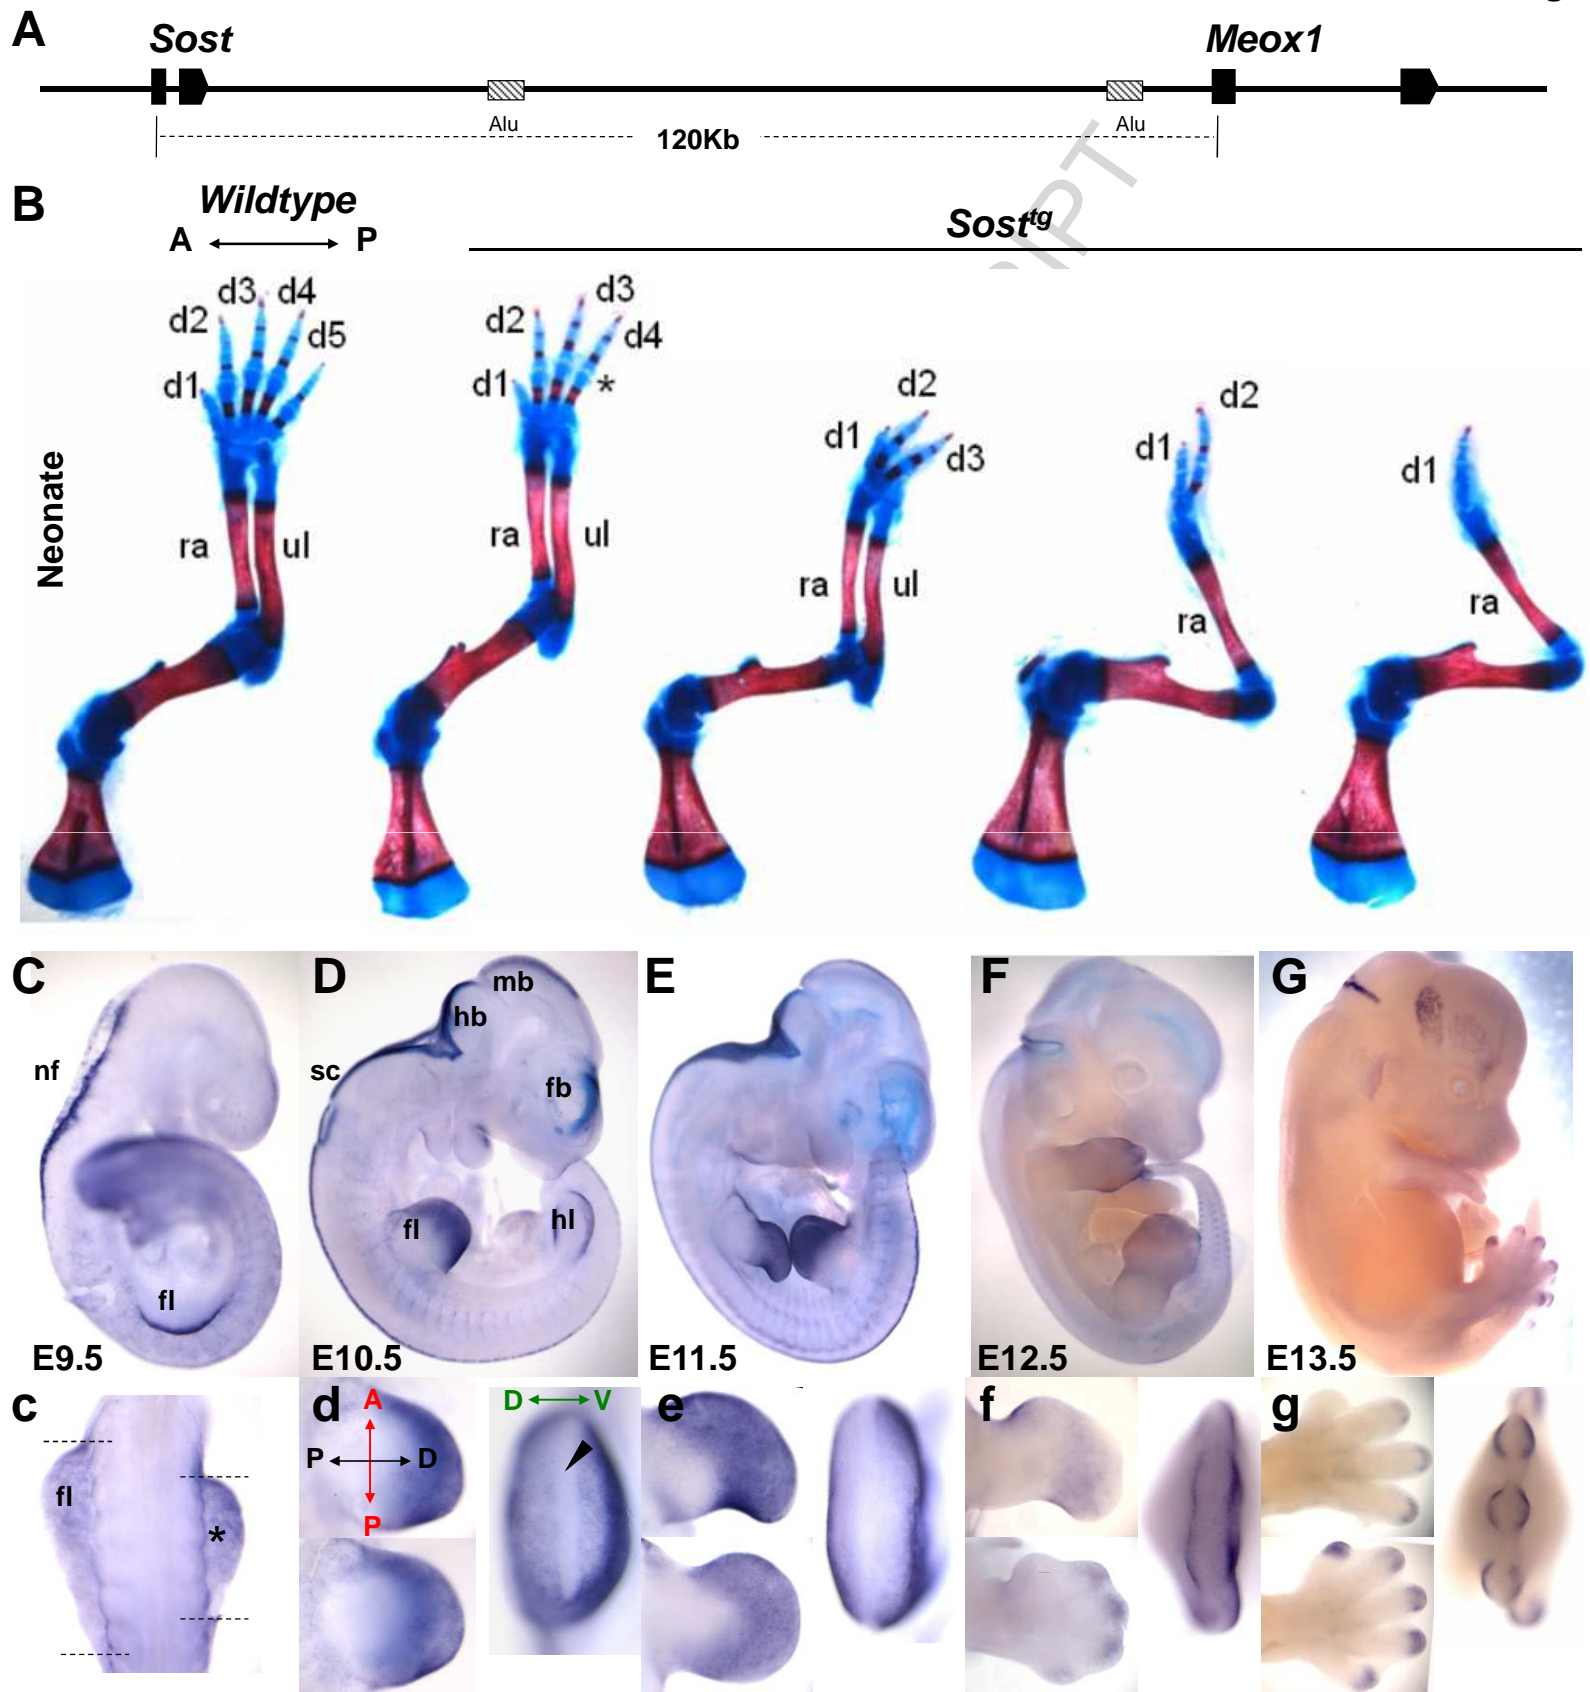 g
A
Sost
Meox1
Alu
Alu
120Kb
B
Wildtype
A
P
Sost^tg
RIPT
Neonate
d1
d2
d3
d4
d5
ra
ul
d1
d2
d3
d4
*
ra
ul
d1
d2
d3
ra
ul
d1
d2
ra
d1
ra
C
nf
fl
E9.5
D
mb
hb
sc
fb
fl
hl
E10.5
E
E11.5
F
E12.5
G
E13.5
c
fl
*
d
A
P
D
P
D
V
e
f
g